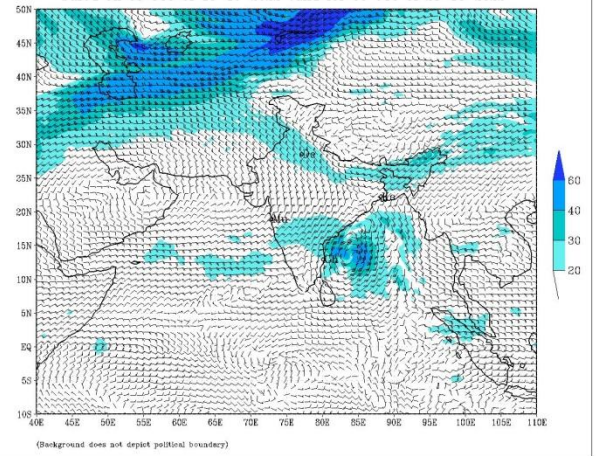 50N
45N
40N
35N
30N
25N
20N
15N
10N
5N
EQ
5S
10S
40E 45E 50E 55E 60E 65E 70E 75E 80E 85E 90E 95E 100E 105E 110E
60
40
30
20
(Background does not depict political boundary)